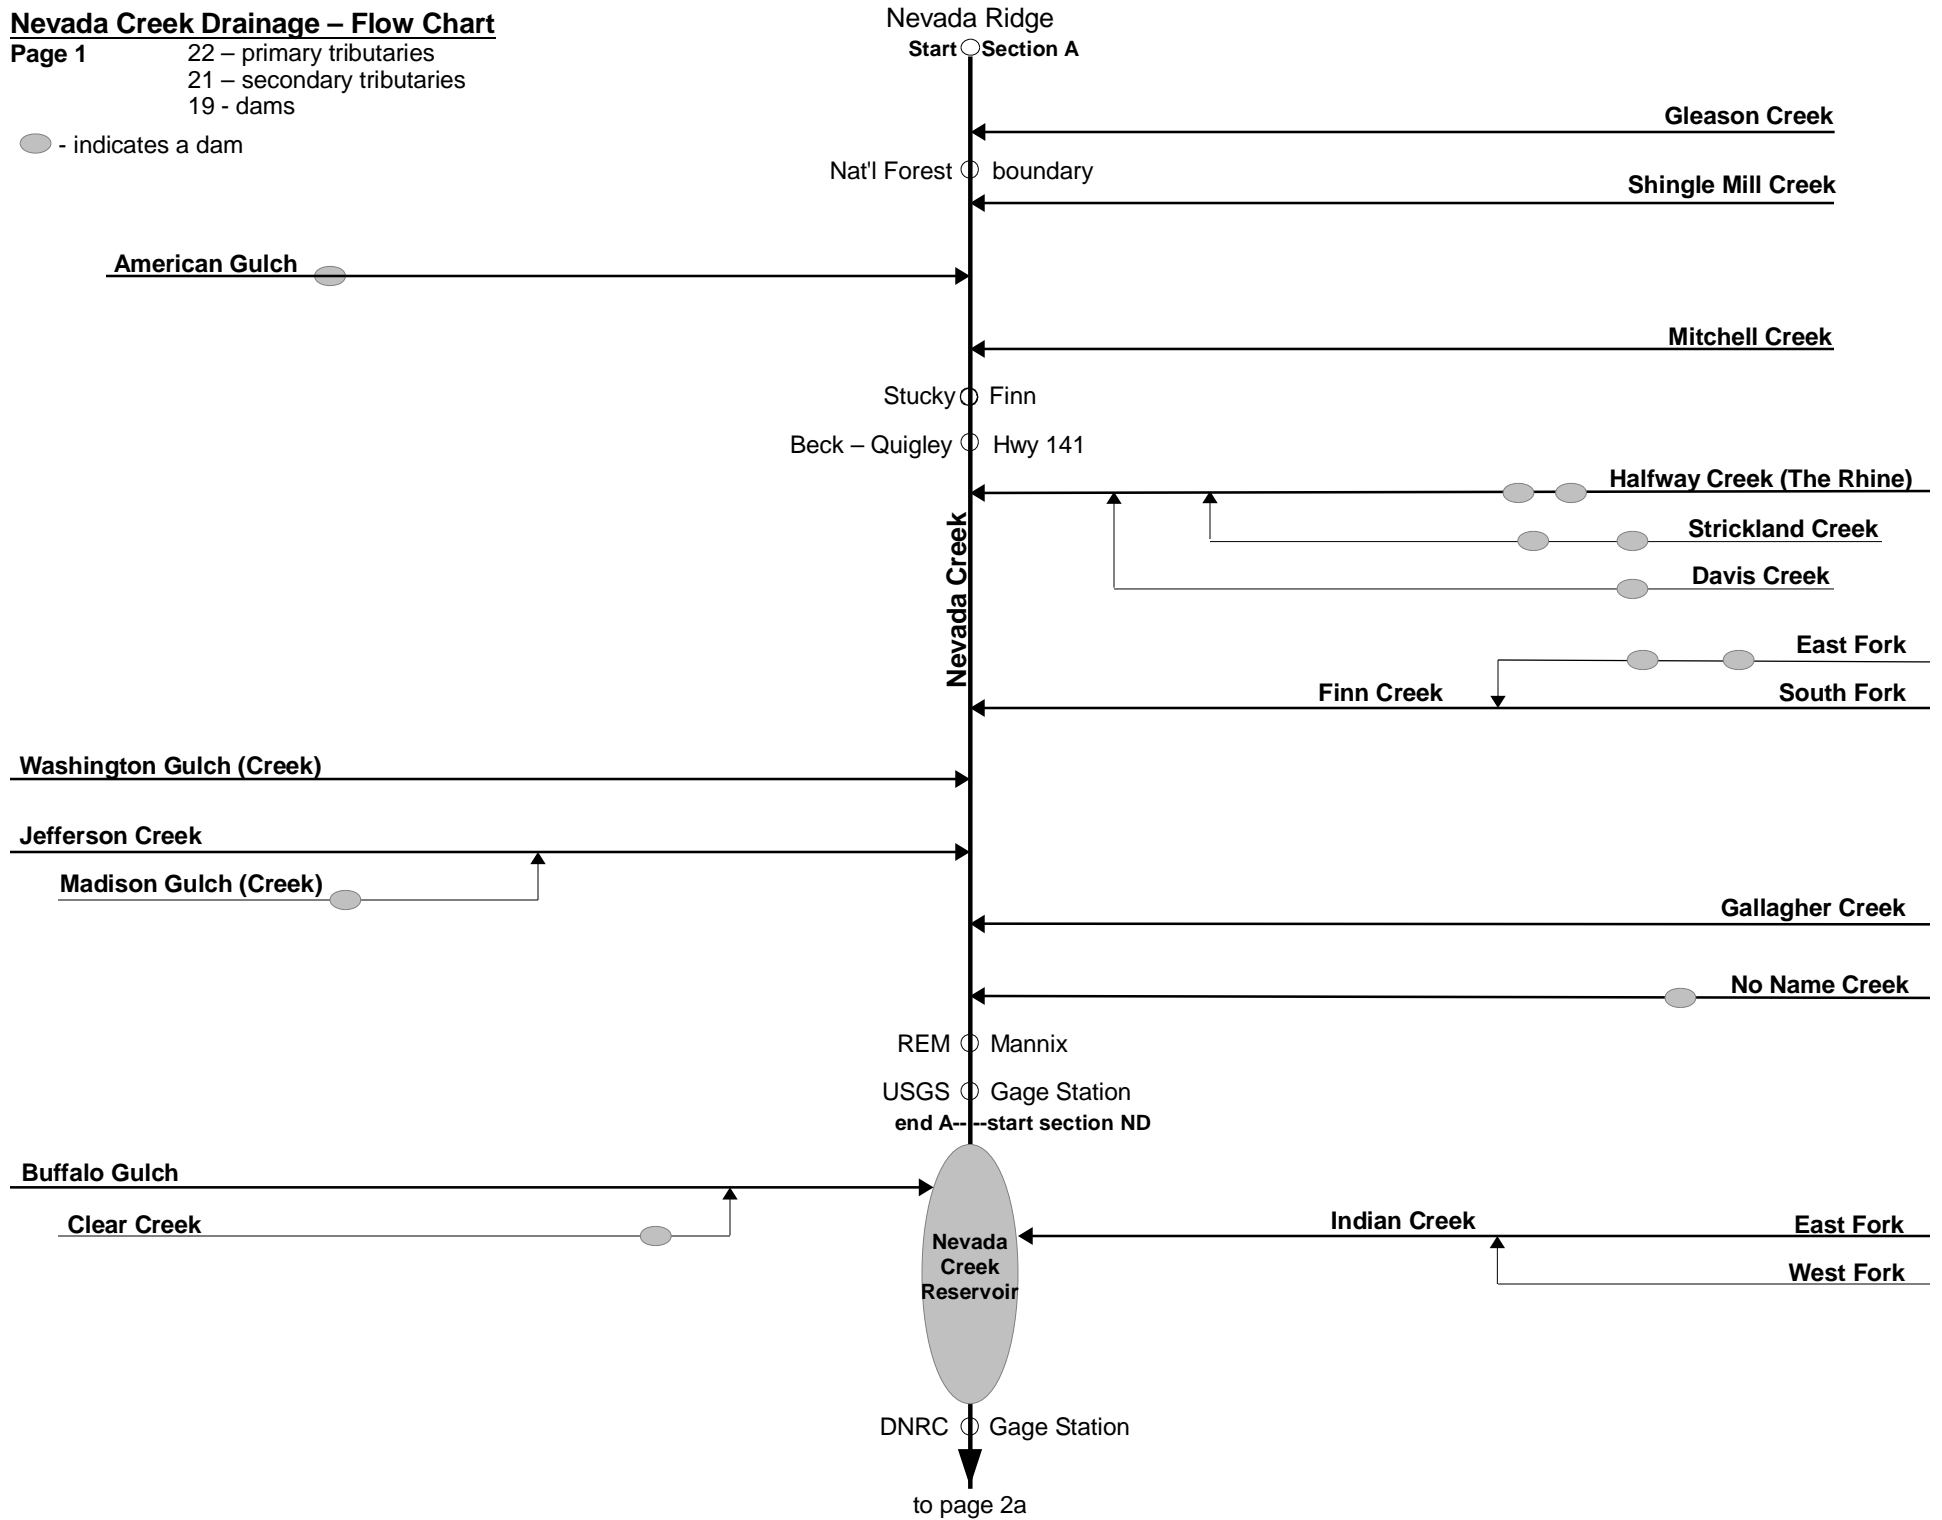 Nevada Creek Drainage – Flow Chart
Page 1
22 – primary tributaries
21 – secondary tributaries
19 - dams
- indicates a dam
Nevada Ridge
Start Section A
Gleason Creek
Nat'l Forest boundary
Shingle Mill Creek
American Gulch
Mitchell Creek
Stucky Finn
Beck – Quigley Hwy 141
Halfway Creek (The Rhine)
Strickland Creek
Davis Creek
Nevada Creek
East Fork
Finn Creek South Fork
Washington Gulch (Creek)
Jefferson Creek
Madison Gulch (Creek)
Gallagher Creek
No Name Creek
REM Mannix
USGS Gage Station
end A-- --start section ND
Buffalo Gulch
Clear Creek
Indian Creek East Fork
West Fork
Nevada
Creek
Reservoir
DNRC Gage Station
to page 2a